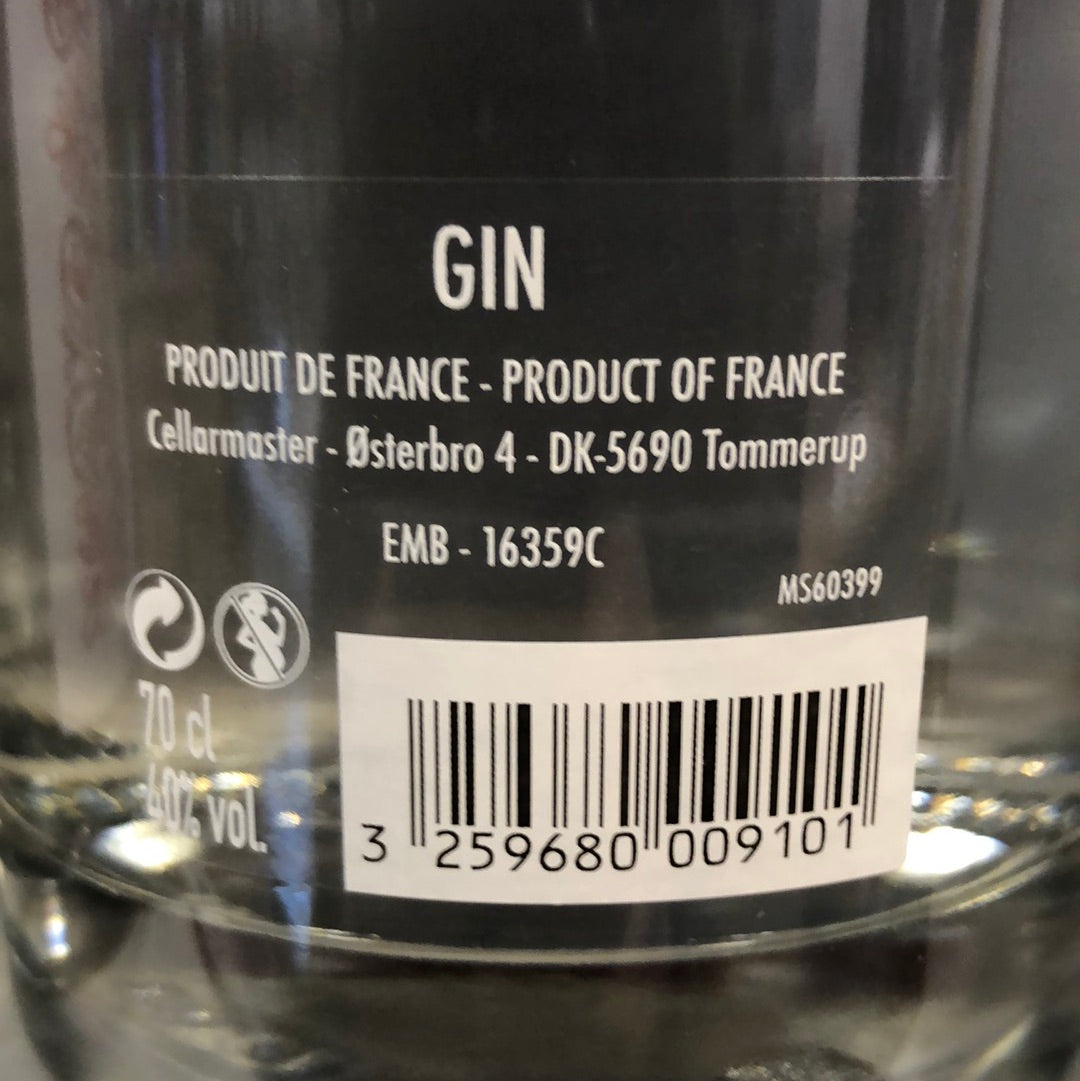 GIN
PRODUIT DE FRANCE - PRODUCT OF FRANCE
Cellarmaster - Østerbro 4 - DK-5690 Tommerup
EMB - 16359C
MS60399
70 cl
40% vol.
3 259680 009101